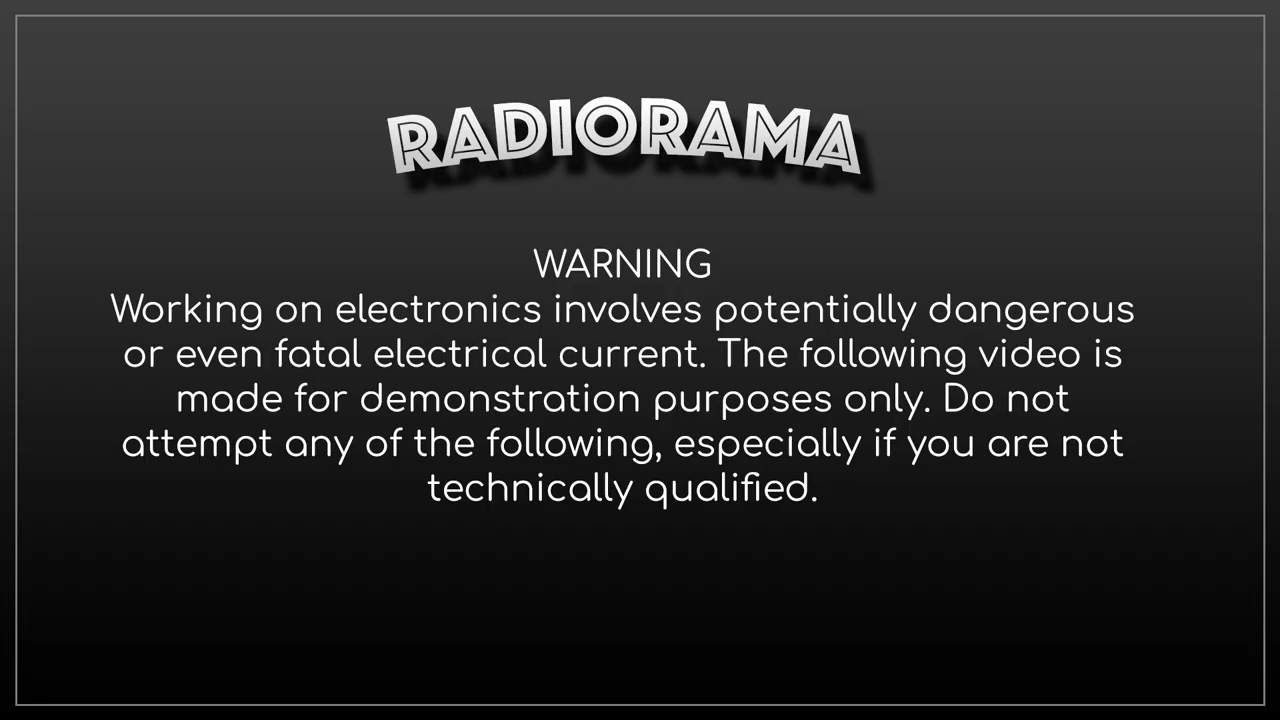 RADIORAMA
WARNING
Working on electronics involves potentially dangerous
or even fatal electrical current. The following video is
made for demonstration purposes only. Do not
attempt any of the following, especially if you are not
technically qualified.